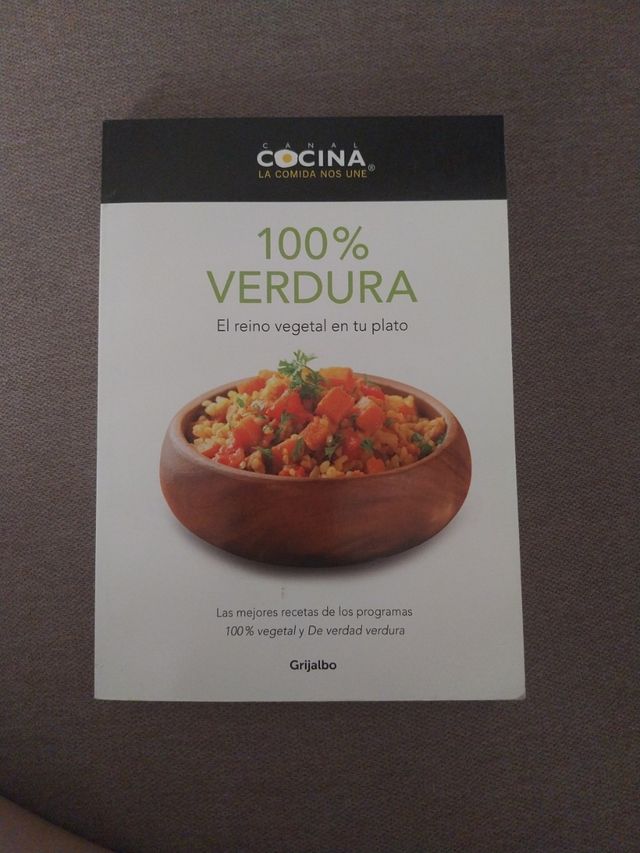 CANAL
COCINA®
LA COMIDA NOS UNE
100%
VERDURA
El reino vegetal en tu plato
Las mejores recetas de los programas
100% vegetal y De verdad verdura
Grijalbo